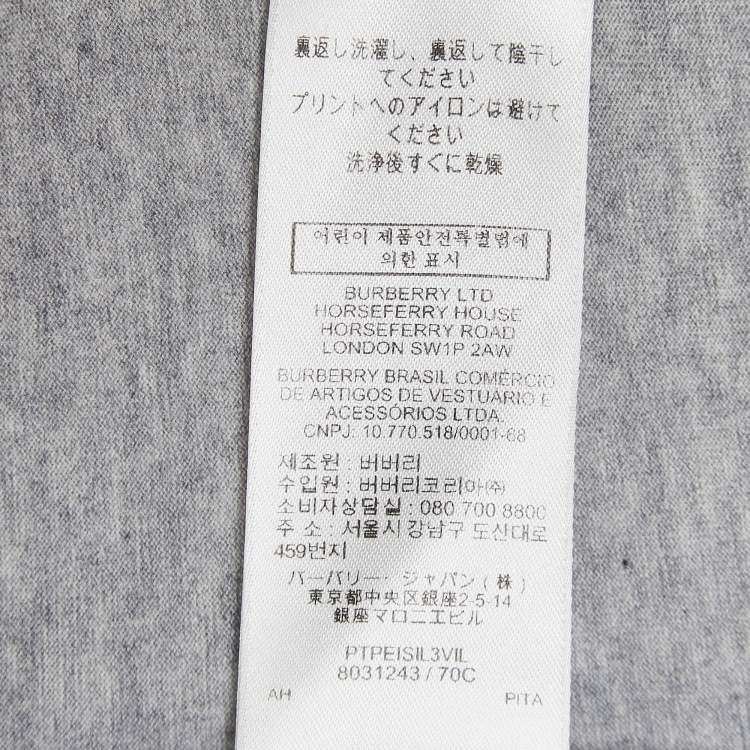 裏返し洗濯し、裏返して陰干し
てください
プリントへのアイロンは避けて
ください
洗浄後すぐに乾燥
어린이 제품안전특별법에
의한 표시
BURBERRY LTD
HORSEFERRY HOUSE
HORSEFERRY ROAD
LONDON SW1P 2AW
BURBERRY BRASIL COMÉRCIO
DE ARTIGOS DE VESTUARIO E
ACESSÓRIOS LTDA.
CNPJ: 10.770.518/0001-68
제조원 : 버버리
수입원 : 버버리코리아㈜
소비자상담실 : 080 700 8800
주 소 : 서울시 강남구 도산대로
459번지
バーバリー・ジャパン(株)
東京都中央区銀座2-5-14
銀座マロニエビル
PTPEISIL3VIL
8031243 / 70C
AH PITA